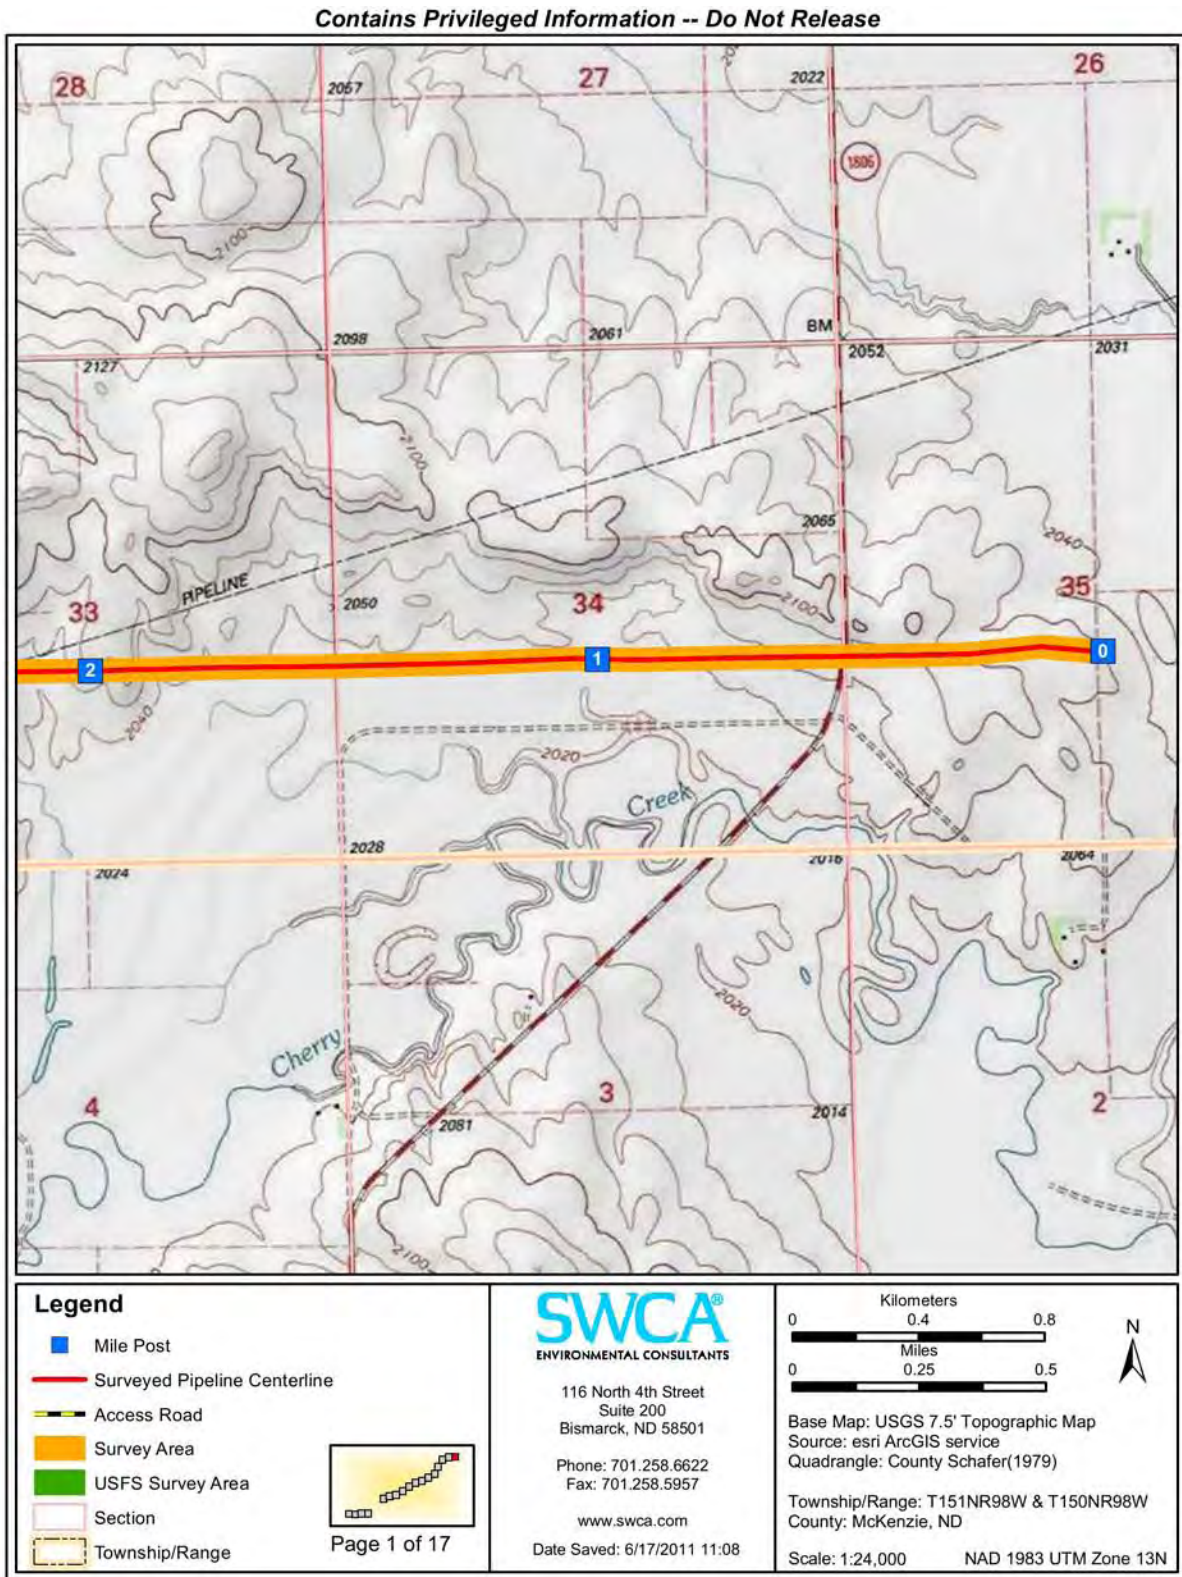 Contains Privileged Information -- Do Not Release
28
2057
27
2022
26
1806
2100
2098
2061
BM
2052
2031
2127
2100
2065
2040
PIPELINE
33
2050
34
2100
35
2
1
0
2040
2020
Creek
2028
2016
2064
2024
2020
Cherry
4
3
2
2081
2014
2100
Legend
Mile Post
Surveyed Pipeline Centerline
Access Road
Survey Area
USFS Survey Area
Section
Township/Range
Page 1 of 17
SWCA®
ENVIRONMENTAL CONSULTANTS
116 North 4th Street
Suite 200
Bismarck, ND 58501
Phone: 701.258.6622
Fax: 701.258.5957
www.swca.com
Date Saved: 6/17/2011 11:08
Kilometers
0 0.4 0.8
Miles
0 0.25 0.5
N
Base Map: USGS 7.5' Topographic Map
Source: esri ArcGIS service
Quadrangle: County Schafer(1979)
Township/Range: T151NR98W & T150NR98W
County: McKenzie, ND
Scale: 1:24,000 NAD 1983 UTM Zone 13N